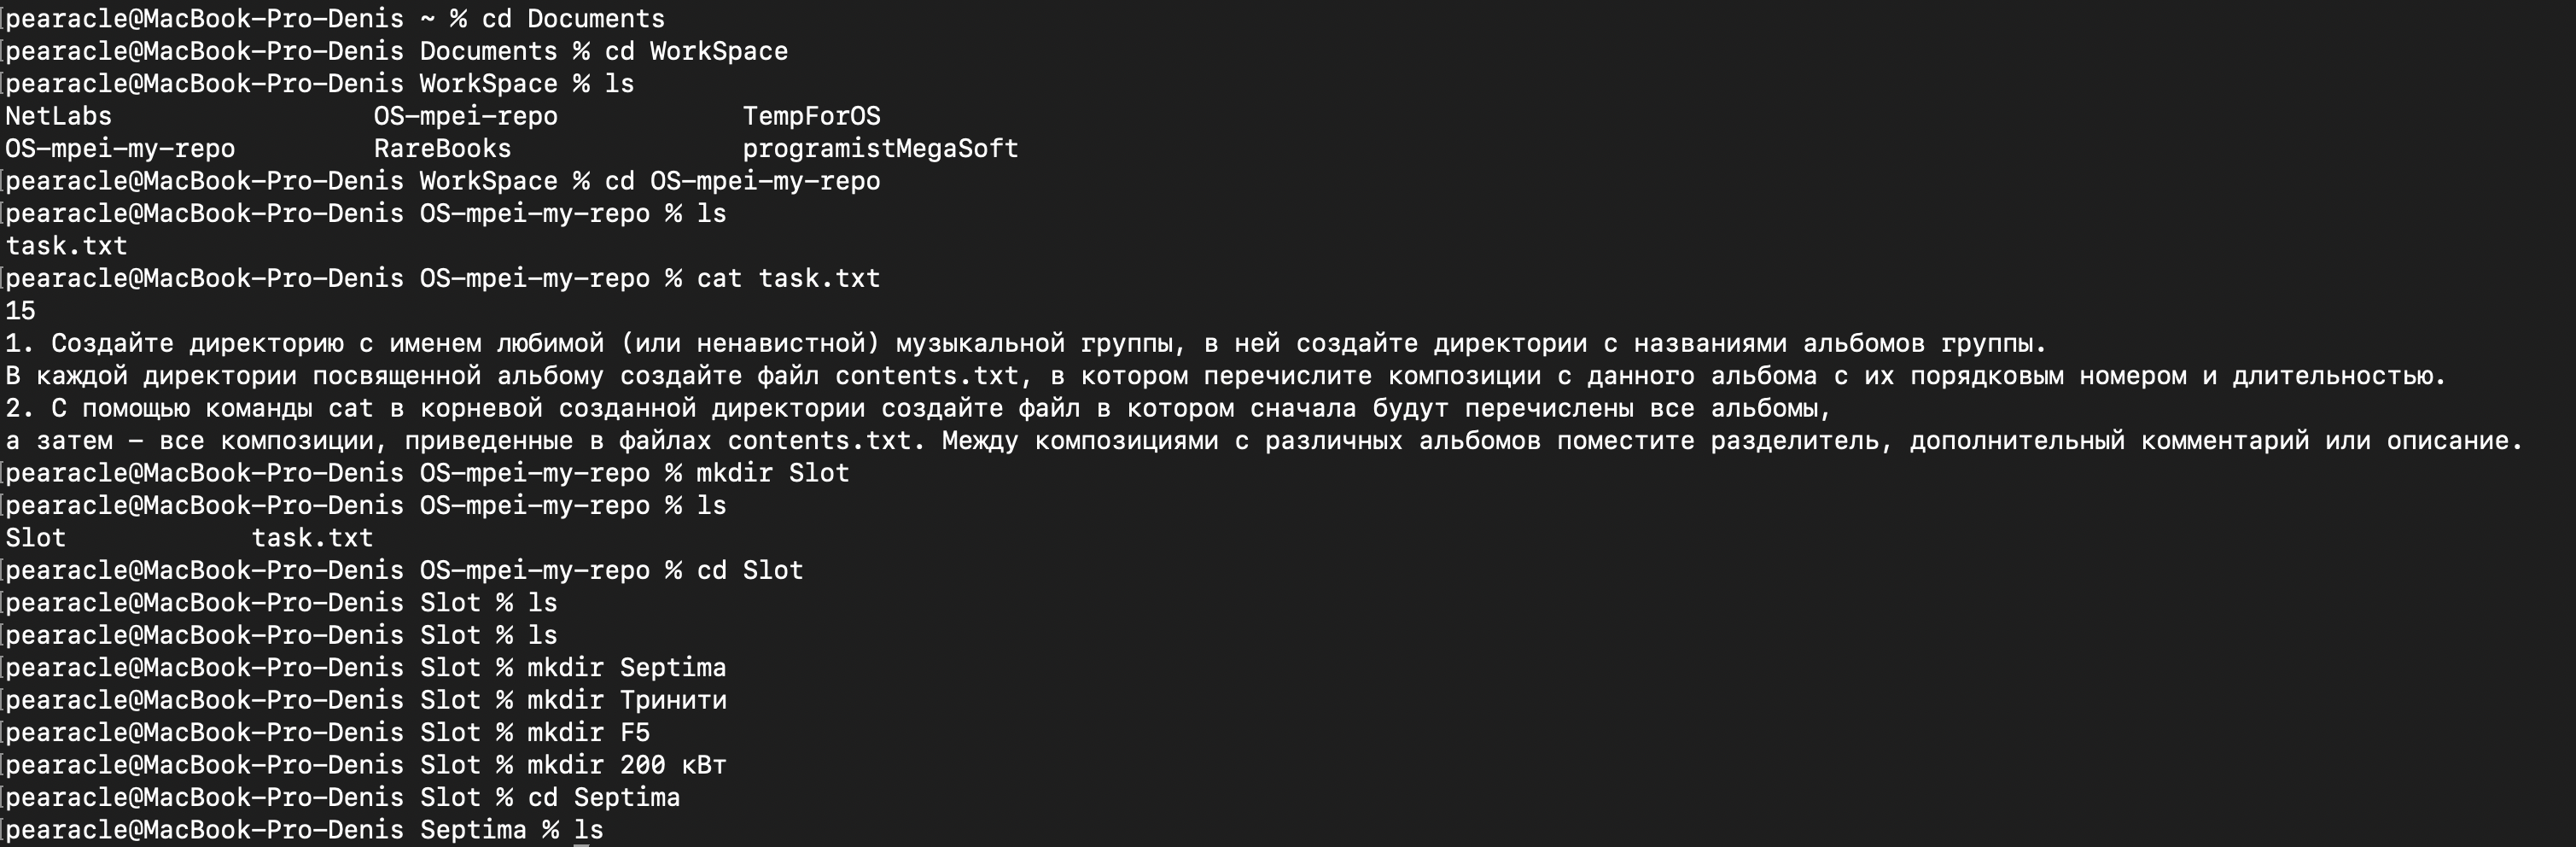 pearacle@MacBook-Pro-Denis ~ % cd Documents
pearacle@MacBook-Pro-Denis Documents % cd WorkSpace
pearacle@MacBook-Pro-Denis WorkSpace % ls
NetLabs OS-mpei-repo TempForOS
OS-mpei-my-repo RareBooks programistMegaSoft
pearacle@MacBook-Pro-Denis WorkSpace % cd OS-mpei-my-repo
pearacle@MacBook-Pro-Denis OS-mpei-my-repo % ls
task.txt
pearacle@MacBook-Pro-Denis OS-mpei-my-repo % cat task.txt
15
1. Создайте директорию с именем любимой (или ненавистной) музыкальной группы, в ней создайте директории с названиями альбомов группы.
В каждой директории посвященной альбому создайте файл contents.txt, в котором перечислите композиции с данного альбома с их порядковым номером и длительностью.
2. С помощью команды cat в корневой созданной директории создайте файл в котором сначала будут перечислены все альбомы,
а затем – все композиции, приведенные в файлах contents.txt. Между композициями с различных альбомов поместите разделитель, дополнительный комментарий или описание.
pearacle@MacBook-Pro-Denis OS-mpei-my-repo % mkdir Slot
pearacle@MacBook-Pro-Denis OS-mpei-my-repo % ls
Slot task.txt
pearacle@MacBook-Pro-Denis OS-mpei-my-repo % cd Slot
pearacle@MacBook-Pro-Denis Slot % ls
pearacle@MacBook-Pro-Denis Slot % ls
pearacle@MacBook-Pro-Denis Slot % mkdir Septima
pearacle@MacBook-Pro-Denis Slot % mkdir Тринити
pearacle@MacBook-Pro-Denis Slot % mkdir F5
pearacle@MacBook-Pro-Denis Slot % mkdir 200 кВт
pearacle@MacBook-Pro-Denis Slot % cd Septima
pearacle@MacBook-Pro-Denis Septima % ls